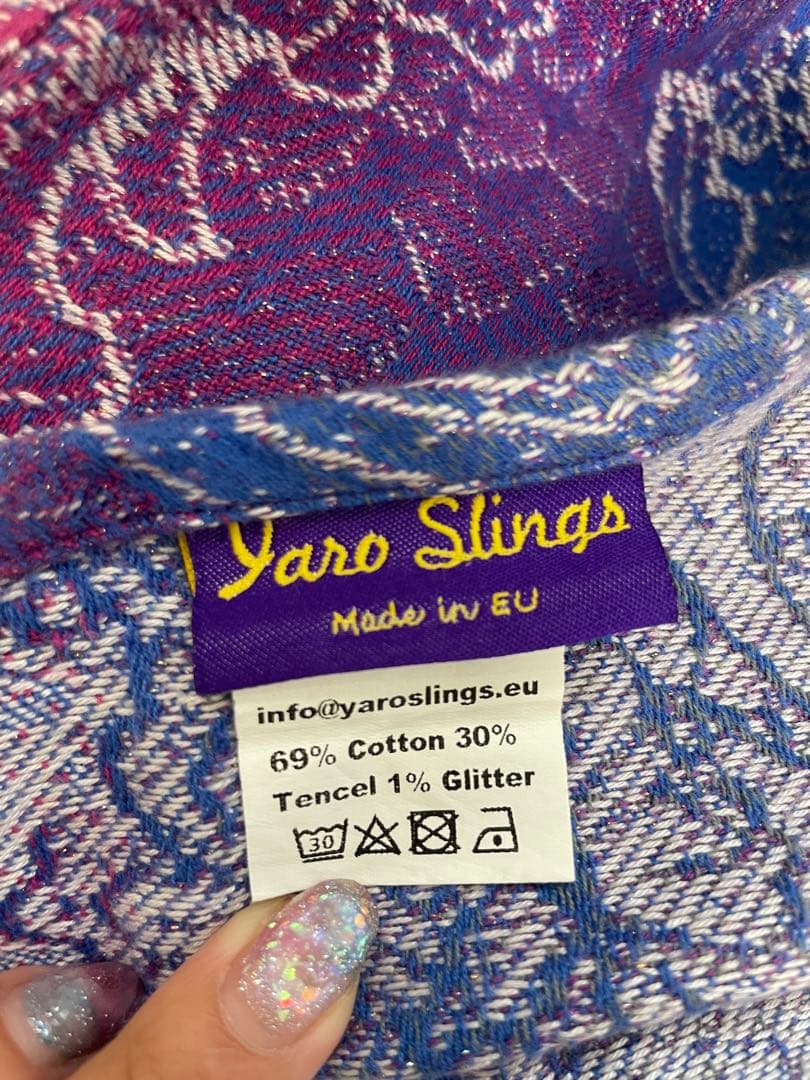 Yaro Slings
Made in EU
info@yaroslings.eu
69% Cotton 30%
Tencel 1% Glitter
30